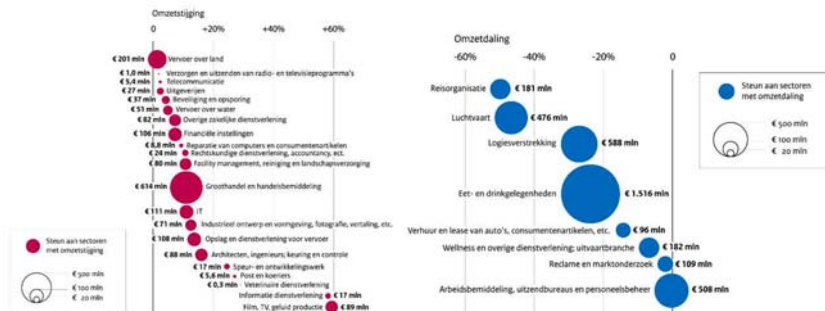 Omzetstijging
0 +20% +40% +60%
€ 201 mln Vervoer over land
€ 1,0 mln Verzorgen en uitzenden van radio- en televisieprogramma's
€ 5,4 mln Telecommunicatie
€ 27 mln Uitgeverijen
€ 37 mln Beveiliging en opsporing
€ 51 mln Vervoer over water
€ 82 mln Overige zakelijke dienstverlening
€ 106 mln Financiële instellingen
€ 8,8 mln Reparatie van computers en consumentenartikelen
€ 24 mln Rechtskundige dienstverlening, accountancy, ect.
€ 80 mln Facility management, reiniging en landschapsverzorging
€ 614 mln Groothandel en handelsbemiddeling
€ 111 mln IT
€ 71 mln Industrieel ontwerp en vormgeving, fotografie, vertaling, etc.
€ 108 mln Opslag en dienstverlening voor vervoer
€ 88 mln Architecten, ingenieurs; keuring en controle
€ 17 mln Speur- en ontwikkelingswerk
€ 5,6 mln Post en koeriers
€ 0,3 mln Veterinaire dienstverlening
Informatie dienstverlening € 17 mln
Film, TV, geluid productie € 89 mln
Steun aan sectoren
met omzetstijging
€ 500 mln
€ 100 mln
€ 20 mln
Omzetdaling
-60% -40% -20% 0
Reisorganisatie € 181 mln
Luchtvaart € 476 mln
Logiesverstrekking € 588 mln
Eet- en drinkgelegenheden € 1.516 mln
Verhuur en lease van auto's, consumentenartikelen, etc. € 96 mln
Wellness en overige dienstverlening; uitvaartbranche € 182 mln
Reclame en marktonderzoek € 109 mln
Arbeidsbemiddeling, uitzendbureaus en personeelsbeheer € 508 mln
Steun aan sectoren
met omzetdaling
€ 500 mln
€ 100 mln
€ 20 mln